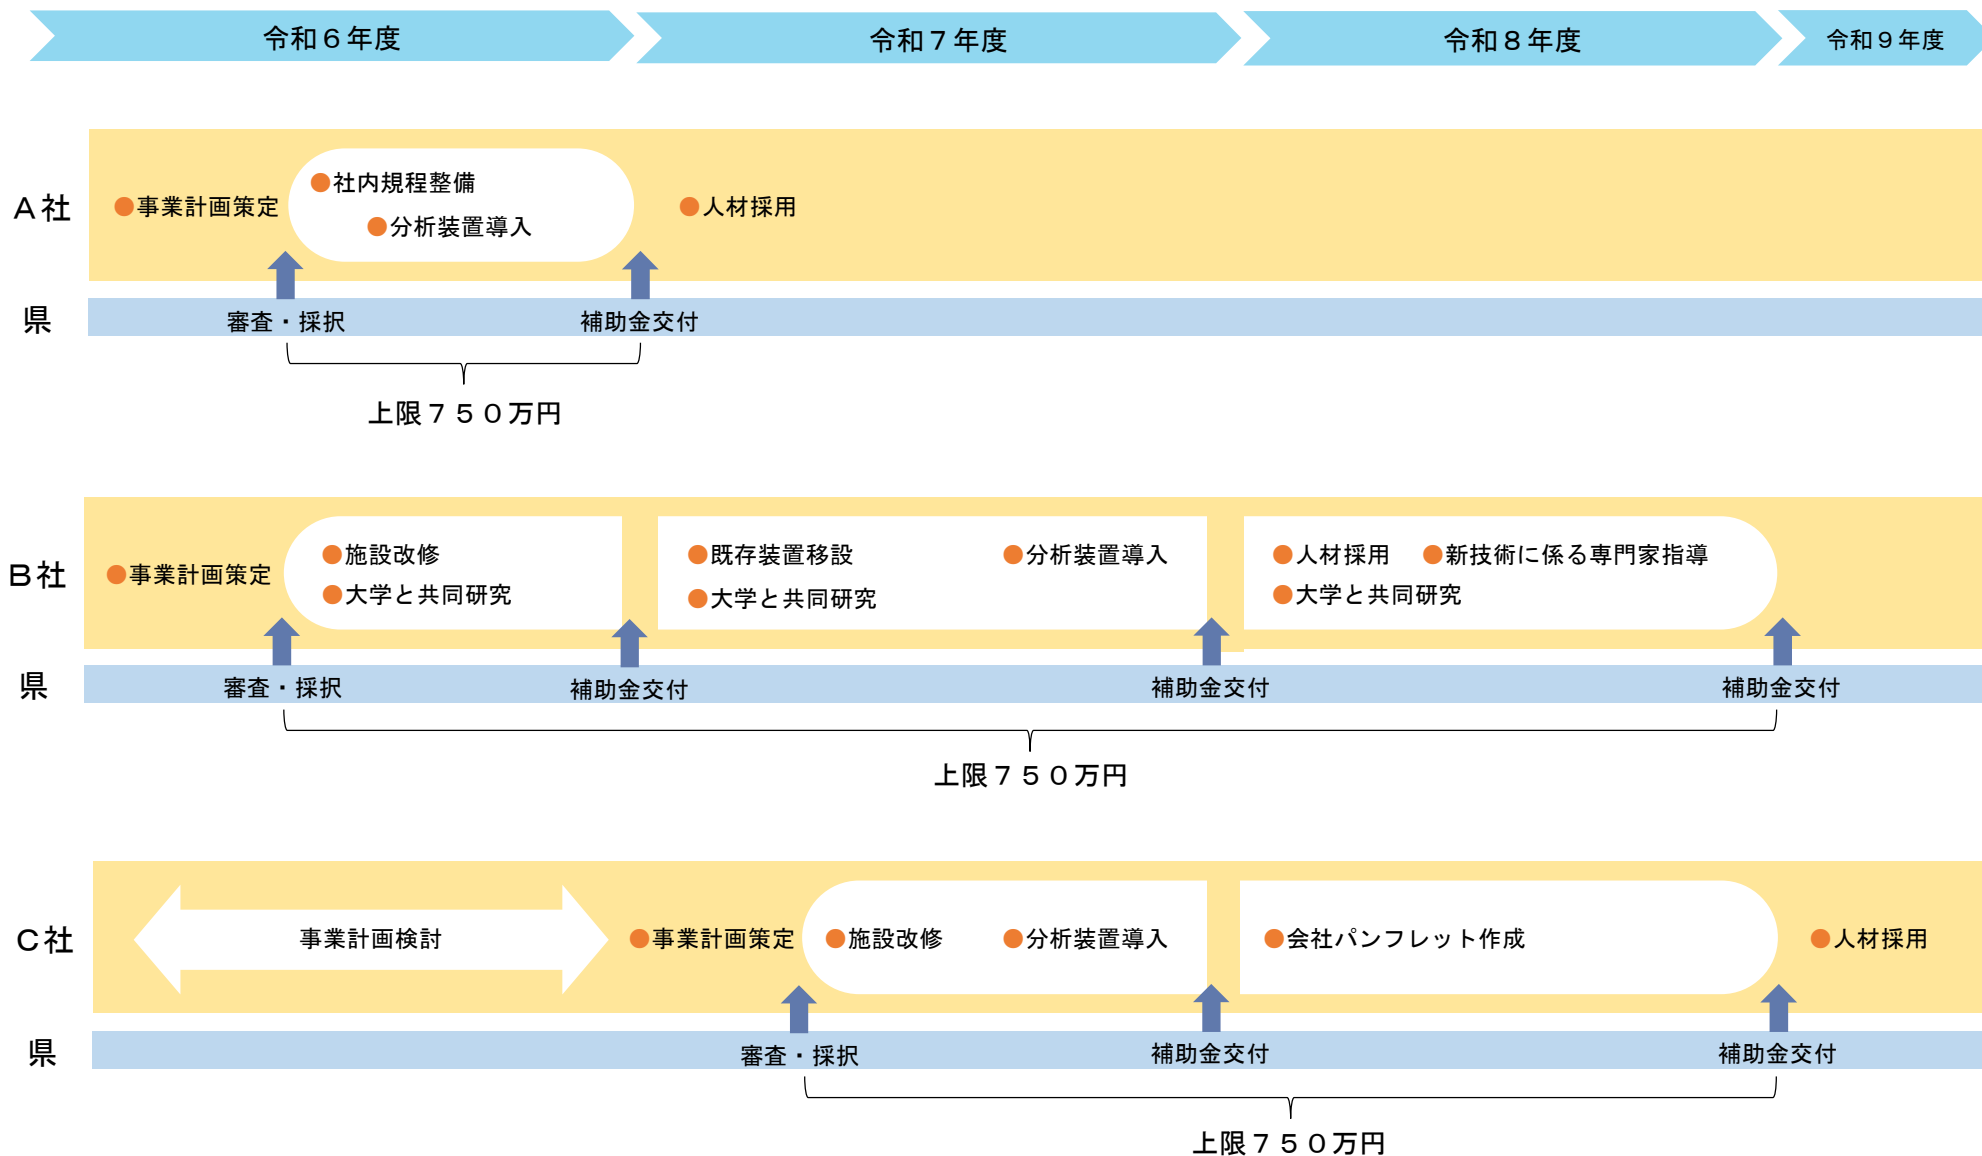 令和６年度
令和７年度
令和８年度
令和９年度
Ａ社
事業計画策定
社内規程整備
分析装置導入
人材採用
県
審査・採択
補助金交付
上限７５０万円
Ｂ社
事業計画策定
施設改修
大学と共同研究
既存装置移設
分析装置導入
大学と共同研究
人材採用
新技術に係る専門家指導
大学と共同研究
県
審査・採択
補助金交付
補助金交付
補助金交付
上限７５０万円
Ｃ社
事業計画検討
事業計画策定
施設改修
分析装置導入
会社パンフレット作成
人材採用
県
審査・採択
補助金交付
補助金交付
上限７５０万円